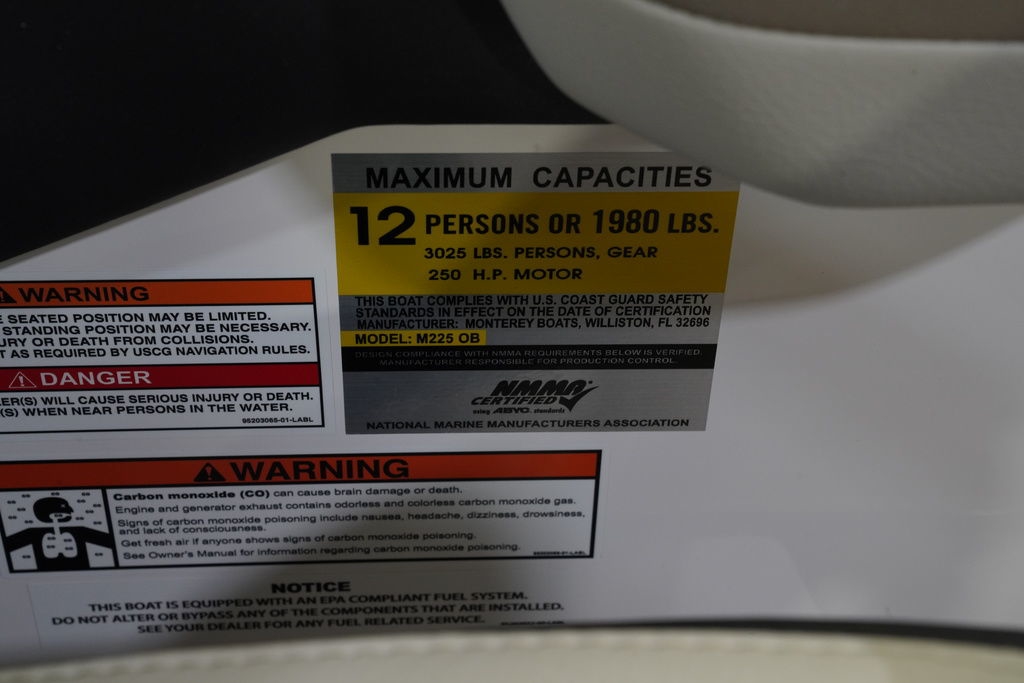 MAXIMUM CAPACITIES
12 PERSONS OR 1980 LBS.
3025 LBS. PERSONS, GEAR
250 H.P. MOTOR
THIS BOAT COMPLIES WITH U.S. COAST GUARD SAFETY
STANDARDS IN EFFECT ON THE DATE OF CERTIFICATION
MANUFACTURER: MONTEREY BOATS, WILLISTON, FL 32696
MODEL: M225 OB
DESIGN COMPLIANCE WITH NMMA REQUIREMENTS BELOW IS VERIFIED.
MANUFACTURER RESPONSIBLE FOR PRODUCTION CONTROL.
NMMA
CERTIFIED
using ABYC standards
NATIONAL MARINE MANUFACTURERS ASSOCIATION
WARNING
SEATED POSITION MAY BE LIMITED.
STANDING POSITION MAY BE NECESSARY.
OR DEATH FROM COLLISIONS.
AS REQUIRED BY USCG NAVIGATION RULES.
DANGER
WILL CAUSE SERIOUS INJURY OR DEATH.
WHEN NEAR PERSONS IN THE WATER.
95203065-01-LABL
WARNING
Carbon monoxide (CO) can cause brain damage or death.
Engine and generator exhaust contains odorless and colorless carbon monoxide gas.
Signs of carbon monoxide poisoning include nausea, headache, dizziness, drowsiness,
and lack of consciousness.
Get fresh air if anyone shows signs of carbon monoxide poisoning.
See Owner's Manual for information regarding carbon monoxide poisoning.
NOTICE
THIS BOAT IS EQUIPPED WITH AN EPA COMPLIANT FUEL SYSTEM.
DO NOT ALTER OR BYPASS ANY OF THE COMPONENTS THAT ARE INSTALLED.
SEE YOUR DEALER FOR ANY FUEL RELATED SERVICE.